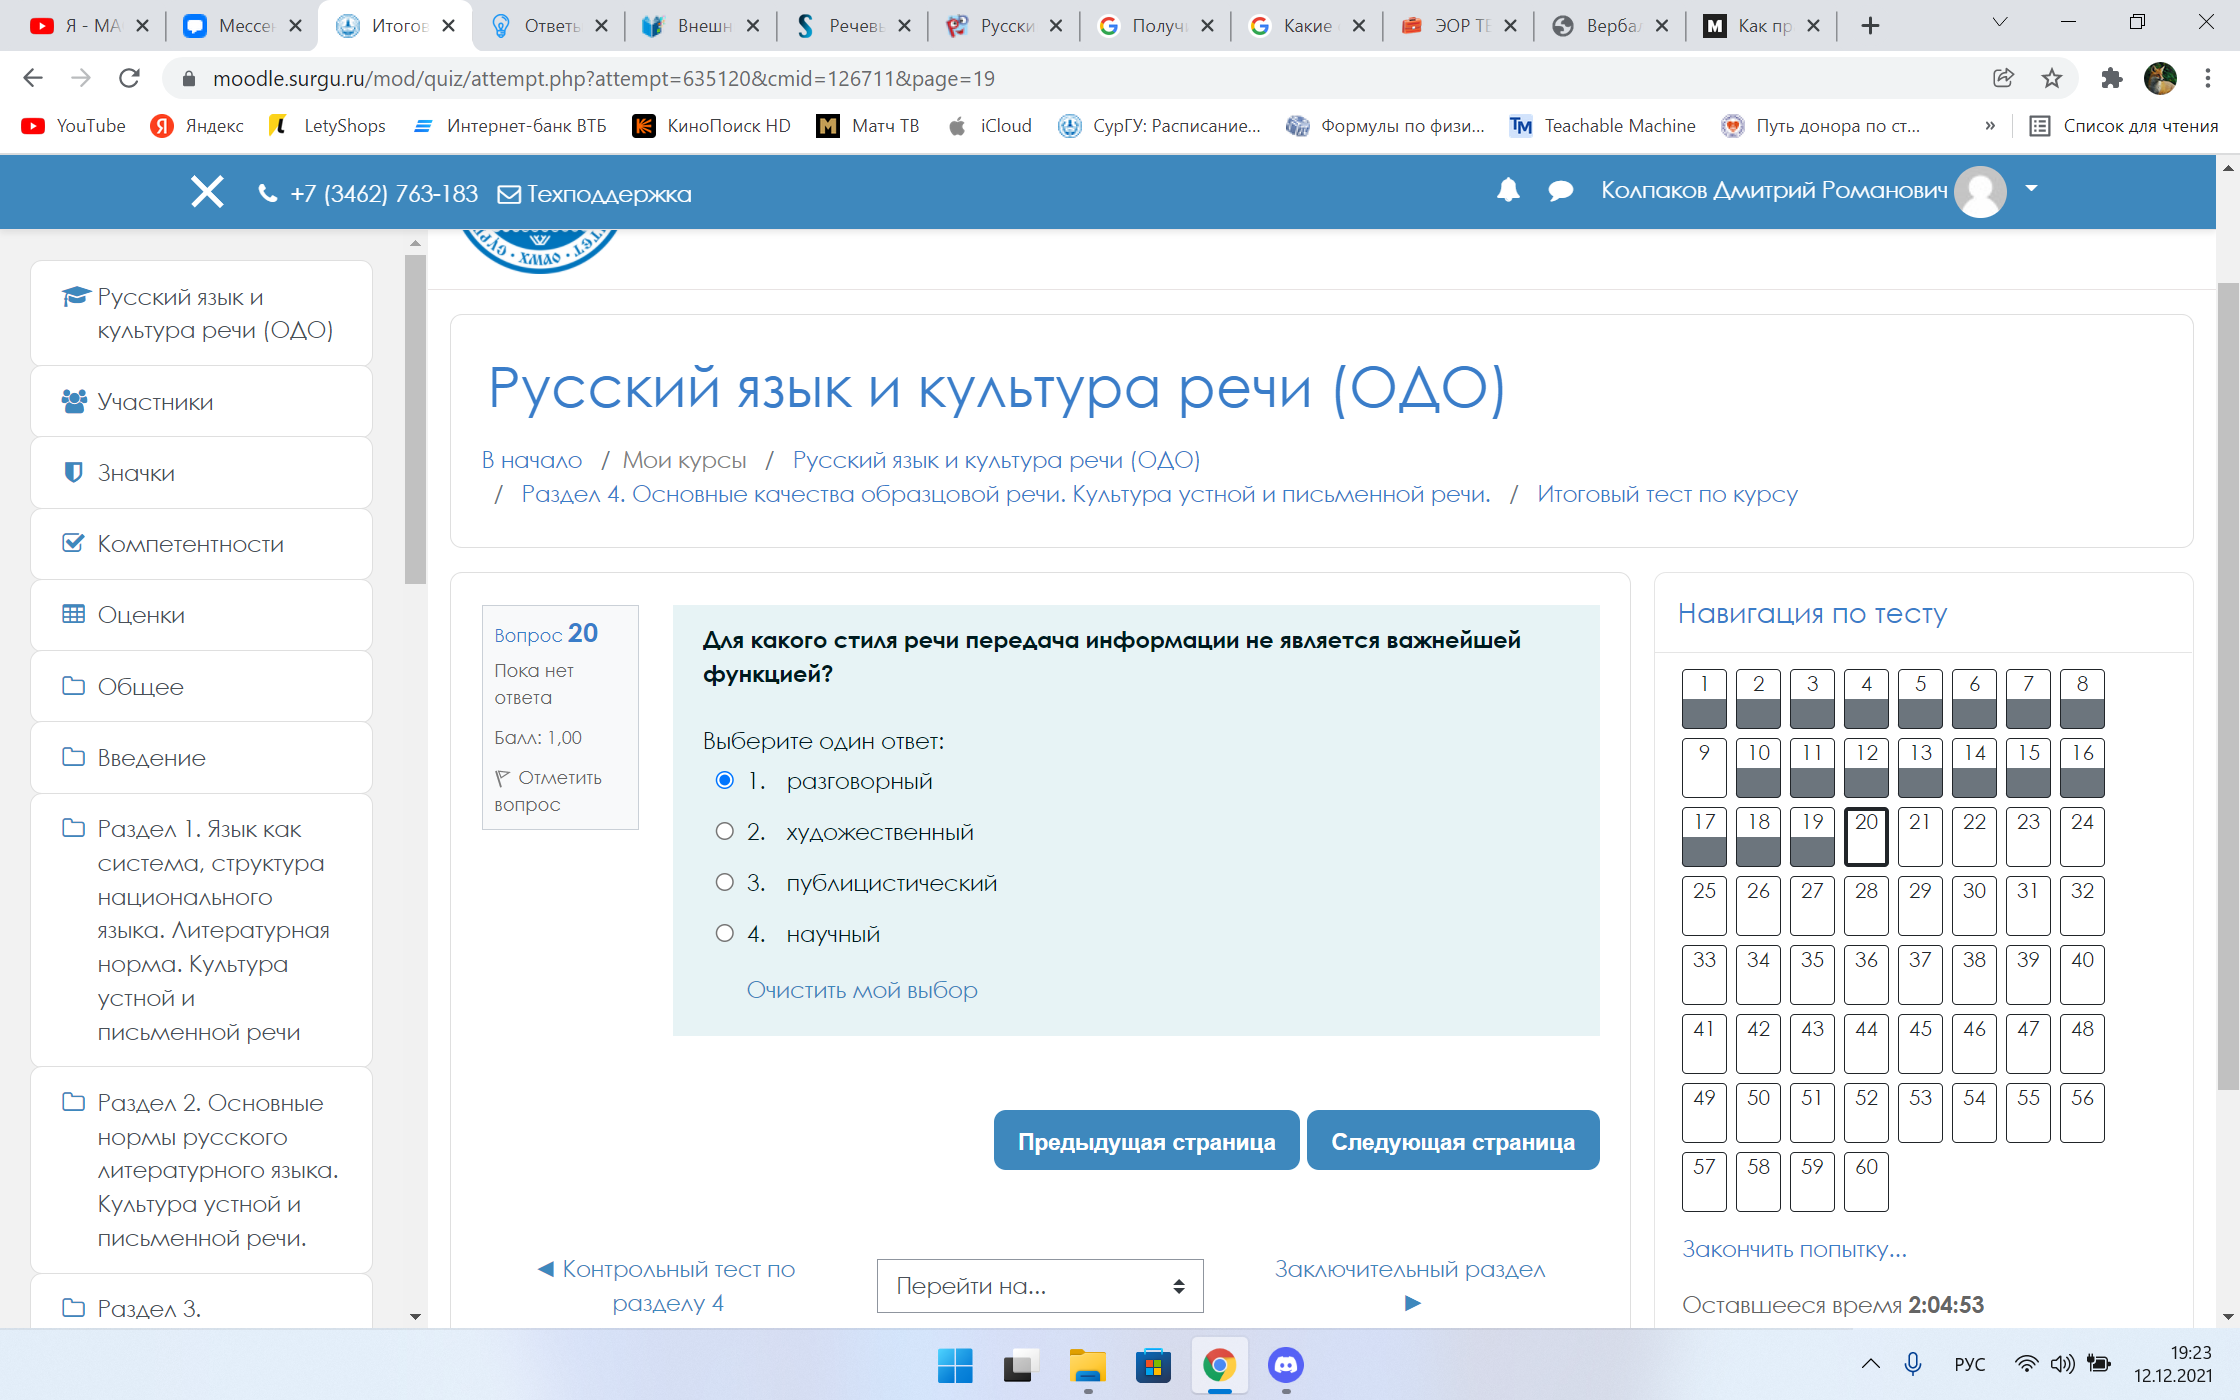 Я - МА
Мессен
Итогов
Ответь
Внешн
Речевь
Русски
Получ
Какие
ЭОР ТЕ
Вербал
Как пр
moodle.surgu.ru/mod/quiz/attempt.php?attempt=635120&cmid=126711&page=19
YouTube
Яндекс
LetyShops
Интернет-банк ВТБ
КиноПоиск HD
Матч ТВ
iCloud
СурГУ: Расписание...
Формулы по физи...
Teachable Machine
Путь донора по ст...
»
Список для чтения
+7 (3462) 763-183
Техподдержка
Колпаков Дмитрий Романович
ХМАО
Русский язык и
культура речи (ОДО)
Участники
Значки
Компетентности
Оценки
Общее
Введение
Раздел 1. Язык как
система, структура
национального
языка. Литературная
норма. Культура
устной и
письменной речи
Раздел 2. Основные
нормы русского
литературного языка.
Культура устной и
письменной речи.
Раздел 3.
Русский язык и культура речи (ОДО)
В начало / Мои курсы / Русский язык и культура речи (ОДО)
/ Раздел 4. Основные качества образцовой речи. Культура устной и письменной речи. / Итоговый тест по курсу
Вопрос 20
Пока нет
ответа
Балл: 1,00
Отметить
вопрос
Для какого стиля речи передача информации не является важнейшей
функцией?
Выберите один ответ:
1. разговорный
2. художественный
3. публицистический
4. научный
Очистить мой выбор
Предыдущая страница
Следующая страница
◄ Контрольный тест по
разделу 4
Перейти на...
Заключительный раздел
►
Навигация по тесту
1 2 3 4 5 6 7 8
9 10 11 12 13 14 15 16
17 18 19 20 21 22 23 24
25 26 27 28 29 30 31 32
33 34 35 36 37 38 39 40
41 42 43 44 45 46 47 48
49 50 51 52 53 54 55 56
57 58 59 60
Закончить попытку...
Оставшееся время 2:04:53
РУС
19:23
12.12.2021